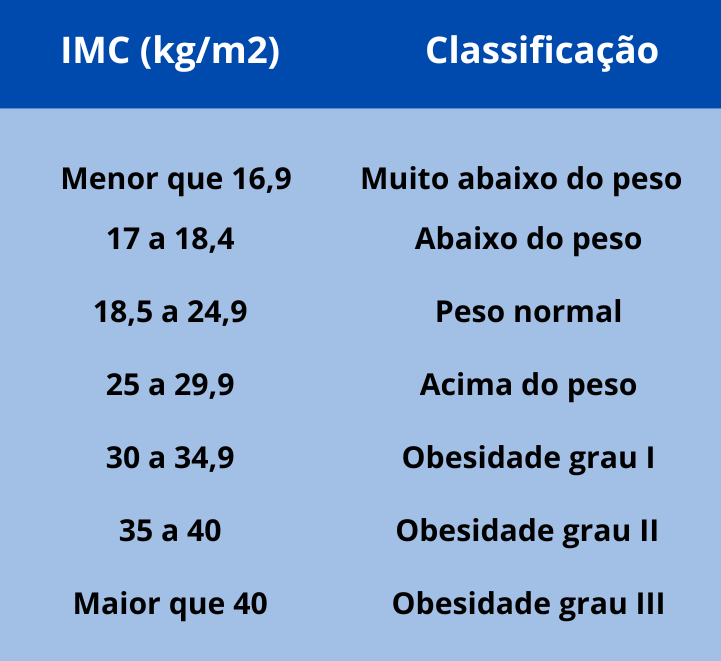 IMC (kg/m2) Classificação
Menor que 16,9 Muito abaixo do peso
17 a 18,4 Abaixo do peso
18,5 a 24,9 Peso normal
25 a 29,9 Acima do peso
30 a 34,9 Obesidade grau I
35 a 40 Obesidade grau II
Maior que 40 Obesidade grau III